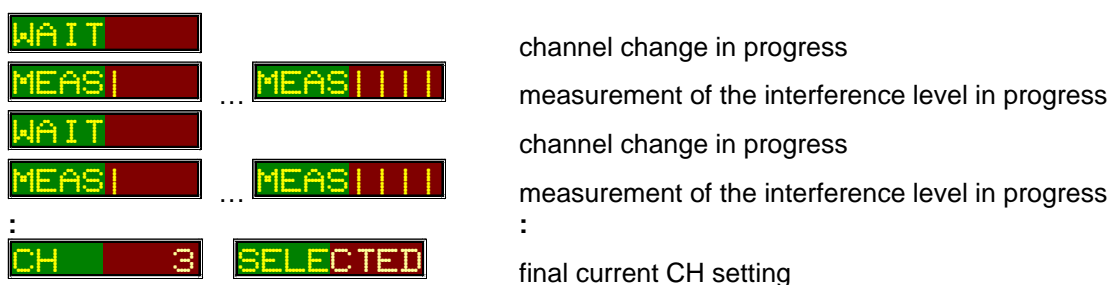 WAIT channel change in progress
MEAS| … MEAS|||| measurement of the interference level in progress
WAIT channel change in progress
MEAS| … MEAS|||| measurement of the interference level in progress
: :
CH 3 SELECTED final current CH setting